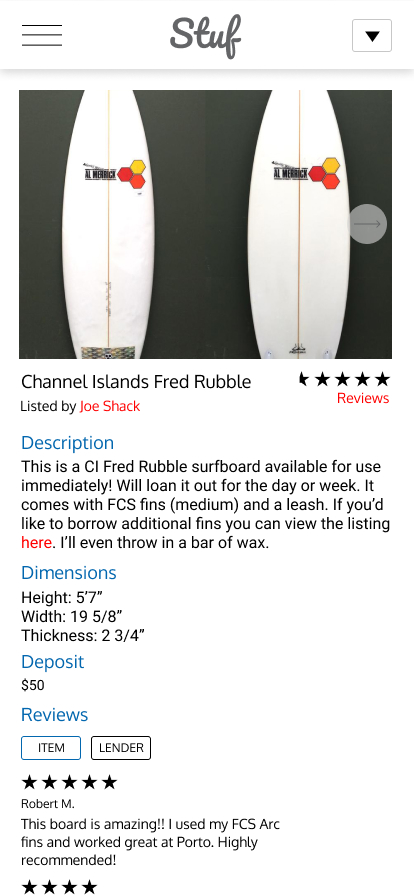 Stuf
AL MERRICK
AL MERRICK
Channel Islands Fred Rubble
Listed by Joe Shack
Reviews
Description
This is a CI Fred Rubble surfboard available for use
immediately! Will loan it out for the day or week. It
comes with FCS fins (medium) and a leash. If you’d
like to borrow additional fins you can view the listing
here. I’ll even throw in a bar of wax.
Dimensions
Height: 5’7”
Width: 19 5/8”
Thickness: 2 3/4”
Deposit
$50
Reviews
ITEM
LENDER
Robert M.
This board is amazing!! I used my FCS Arc
fins and worked great at Porto. Highly
recommended!